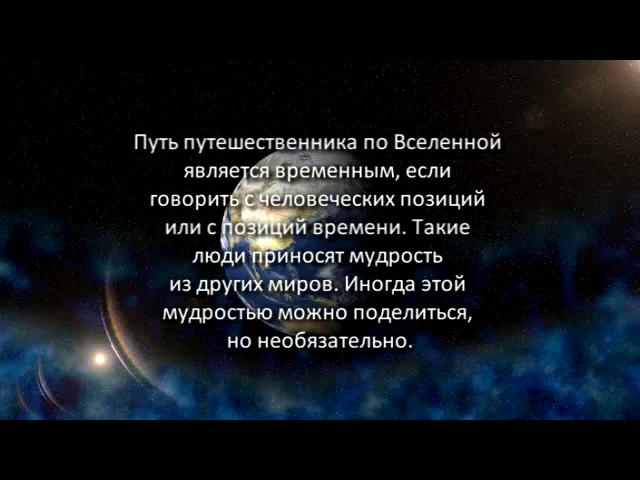 Путь путешественника по Вселенной
является временным, если
говорить с человеческих позиций
или с позиций времени. Такие
люди приносят мудрость
из других миров. Иногда этой
мудростью можно поделиться,
но необязательно.